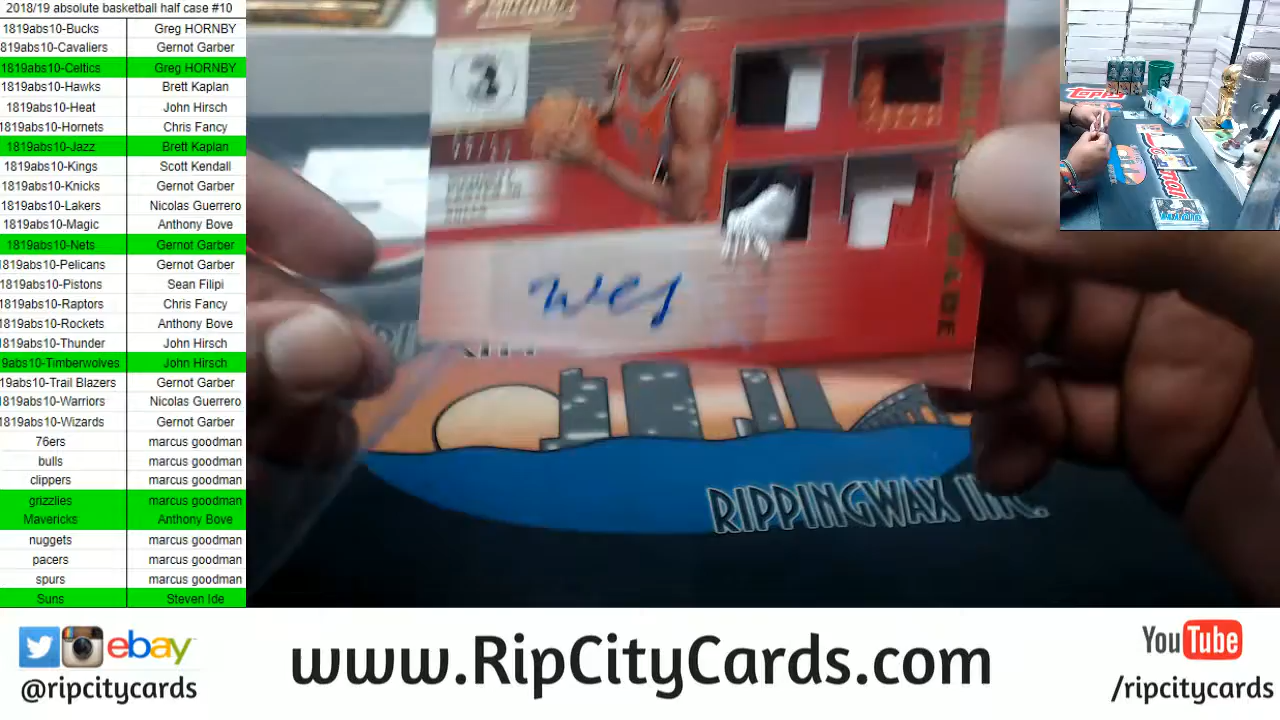 2018/19 absolute basketball half case #10
1819abs10-Bucks Greg HORNBY
1819abs10-Cavaliers Gernot Garber
1819abs10-Celtics Greg HORNBY
1819abs10-Hawks Brett Kaplan
1819abs10-Heat John Hirsch
1819abs10-Hornets Chris Fancy
1819abs10-Jazz Brett Kaplan
1819abs10-Kings Scott Kendall
1819abs10-Knicks Gernot Garber
1819abs10-Lakers Nicolas Guerrero
1819abs10-Magic Anthony Bove
1819abs10-Nets Gernot Garber
1819abs10-Pelicans Gernot Garber
1819abs10-Pistons Sean Filipi
1819abs10-Raptors Chris Fancy
1819abs10-Rockets Anthony Bove
1819abs10-Thunder John Hirsch
9abs10-Timberwolves John Hirsch
19abs10-Trail Blazers Gernot Garber
1819abs10-Warriors Nicolas Guerrero
1819abs10-Wizards Gernot Garber
76ers marcus goodman
bulls marcus goodman
clippers marcus goodman
grizzlies marcus goodman
Mavericks Anthony Bove
nuggets marcus goodman
pacers marcus goodman
spurs marcus goodman
Suns Steven Ide
Wes
RIPPINGWAX INC.
Topps
ebay
@ripcitycards
www.RipCityCards.com
YouTube
/ripcitycards